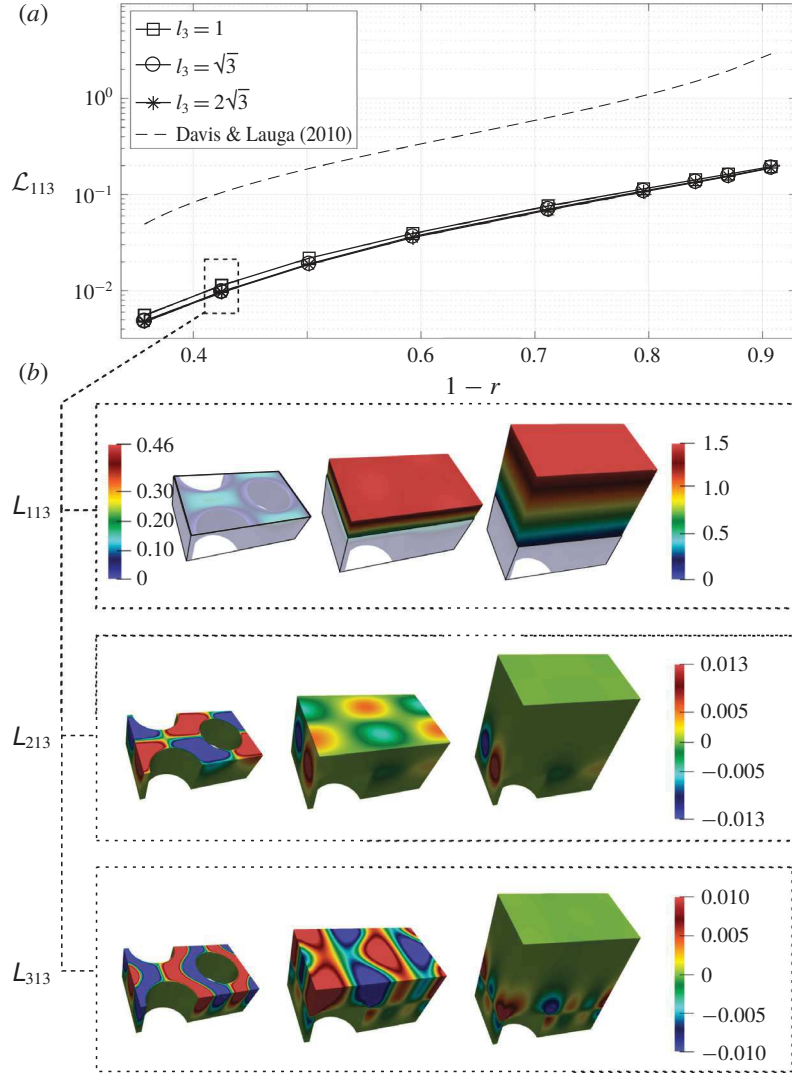 (a)
l3 = 1
l3 = √3
l3 = 2√3
Davis & Lauga (2010)
10^0
10^−1
10^−2
ℒ113
0.4 0.5 0.6 0.7 0.8 0.9
1 − r
(b)
L113
0.46
0.30
0.20
0.10
0
1.5
1.0
0.5
0
L213
0.013
0.005
0
−0.005
−0.013
L313
0.010
0.005
0
−0.005
−0.010